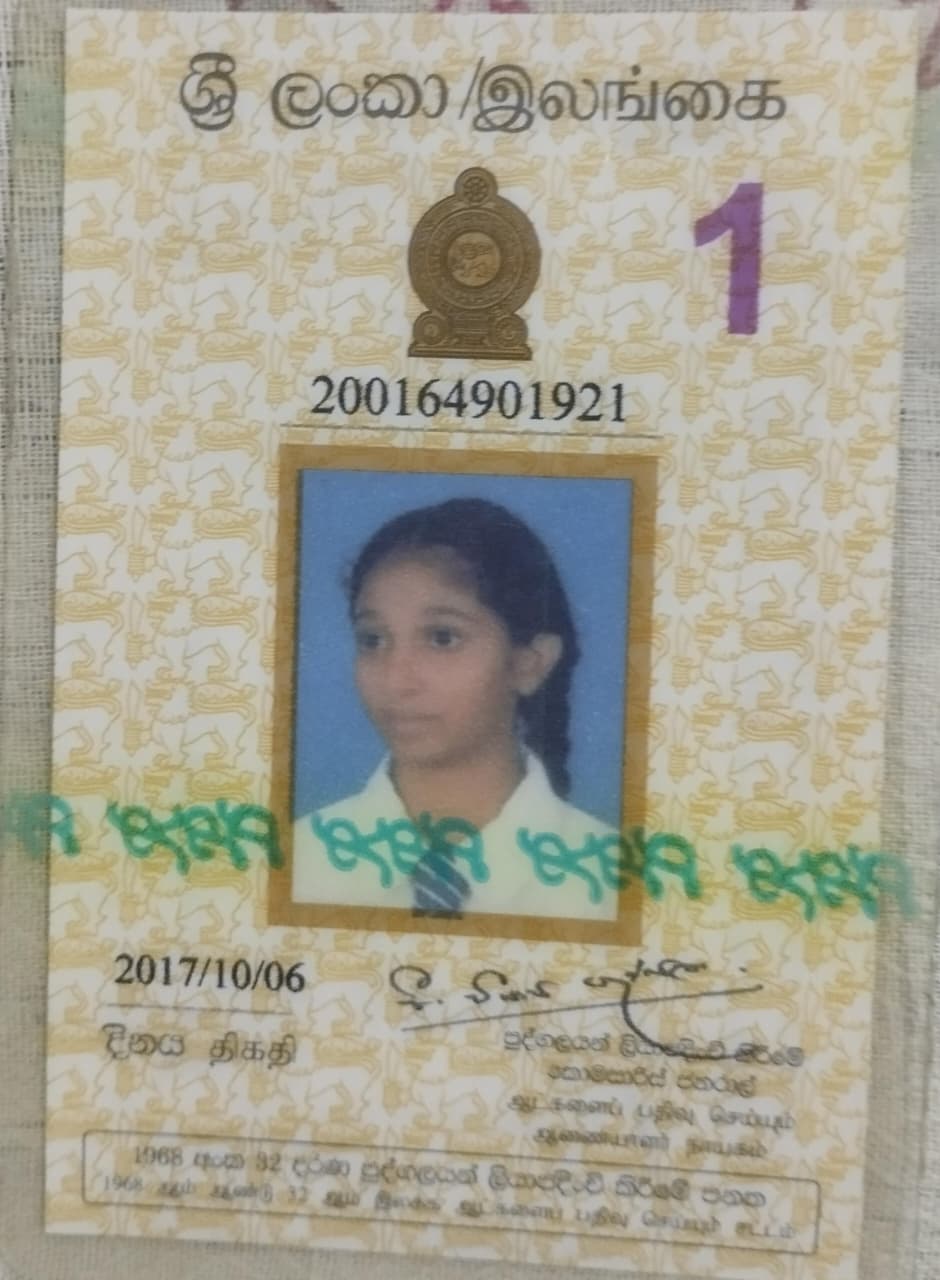 ශ්‍රී ලංකා/இலங்கை
1
200164901921
2017/10/06
දිනය திகதி
පුද්ගලයන් ලියාපදිංචි කිරීමේ
කොමසාරිස් ජනරාල්
ஆட்களைப் பதிவு செய்யும்
ஆணையாளர் நாயகம்
1968 අංක 32 දරණ පුද්ගලයන් ලියාපදිංචි කිරීමේ පනත
1968 ஆம் ஆண்டு 32 ஆம் இலக்க ஆட்களைப் பதிவு செய்யும் சட்டம்